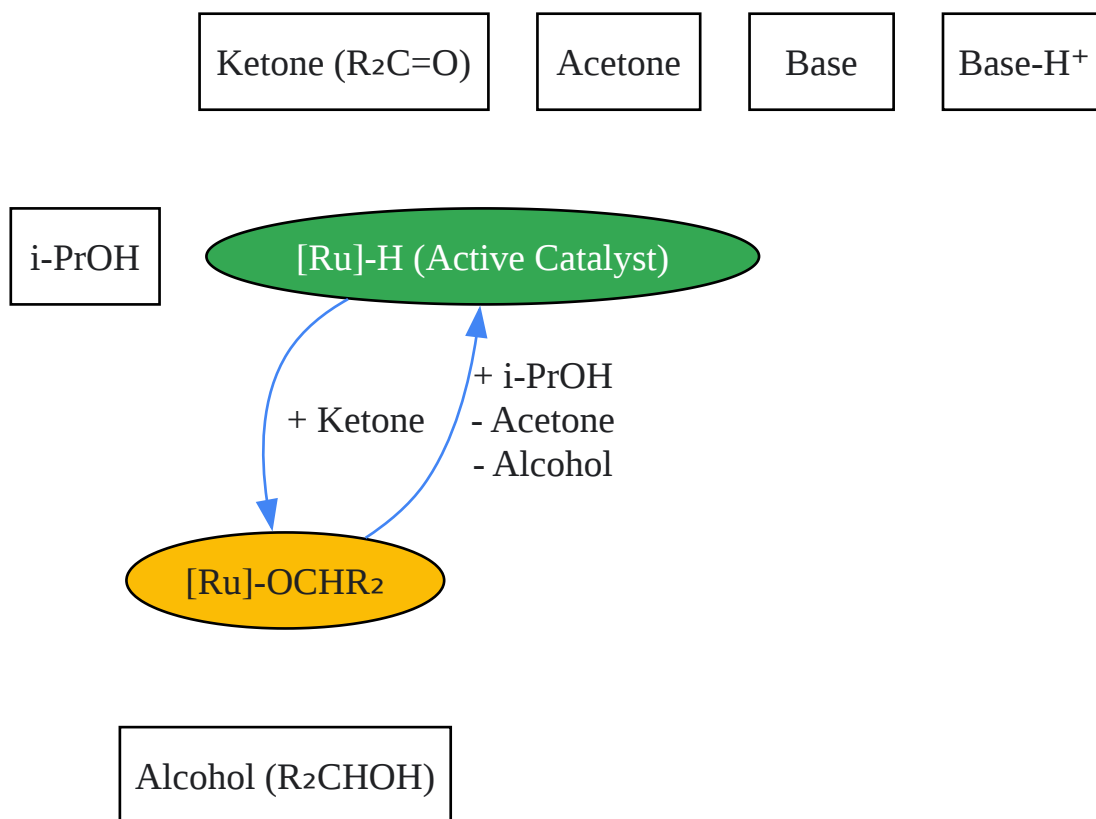 Ketone (R₂C=O)
Acetone
Base
Base-H⁺
i-PrOH
[Ru]-H (Active Catalyst)
+ Ketone
+ i-PrOH
- Acetone
- Alcohol
[Ru]-OCHR₂
Alcohol (R₂CHOH)